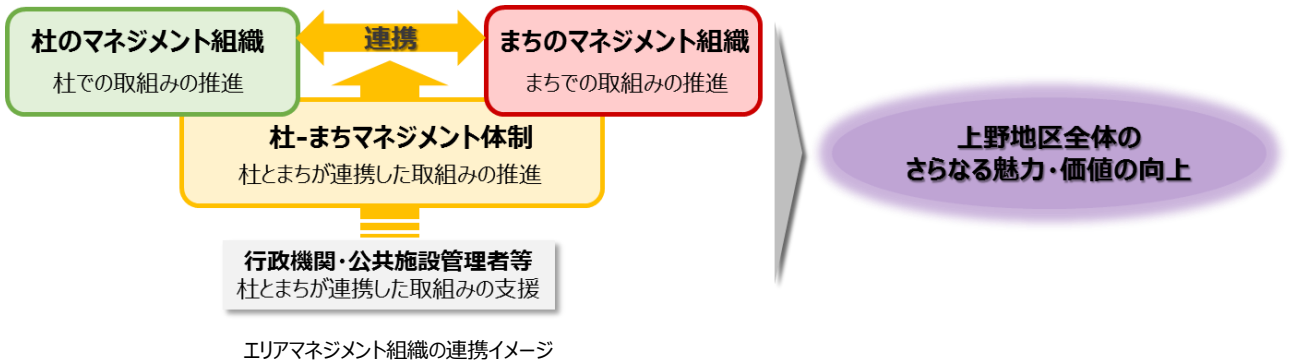 杜のマネジメント組織
杜での取組みの推進
連携
まちのマネジメント組織
まちでの取組みの推進
杜-まちマネジメント体制
杜とまちが連携した取組みの推進
行政機関・公共施設管理者等
杜とまちが連携した取組みの支援
上野地区全体の
さらなる魅力・価値の向上
エリアマネジメント組織の連携イメージ